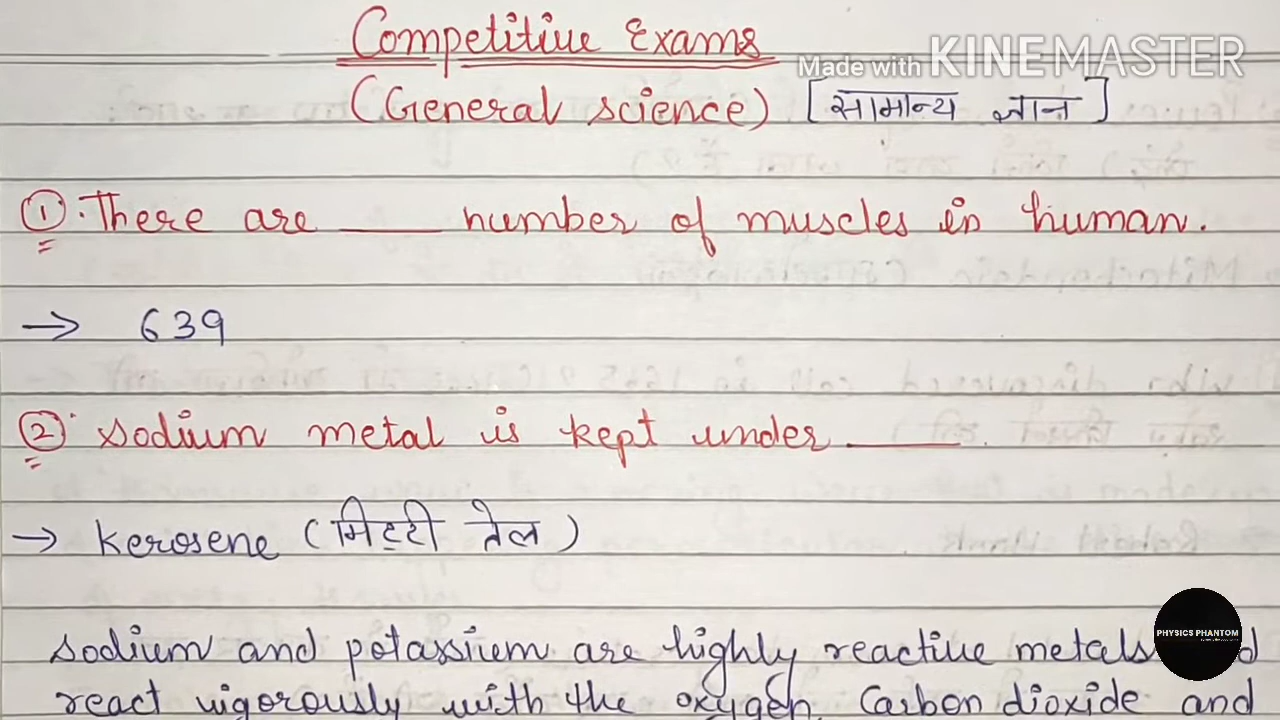 Competitive Exams
Made with KINEMASTER
(General science) [सामान्य ज्ञान]
①. There are ____ number of muscles in human.
→ 639
②. Sodium metal is kept under ____.
→ Kerosene (मिट्टी तेल)
PHYSICS PHANTOM
Sodium and potassium are highly reactive metals
react vigorously with the oxygen, Carbon dioxide and